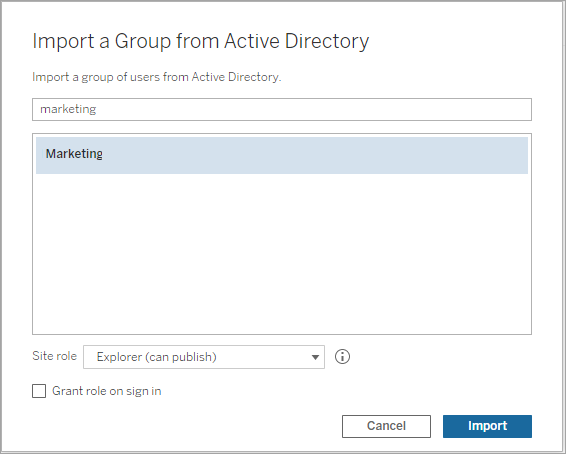 Import a Group from Active Directory
Import a group of users from Active Directory.
marketing
Marketing
Site role Explorer (can publish)
Grant role on sign in
Cancel Import